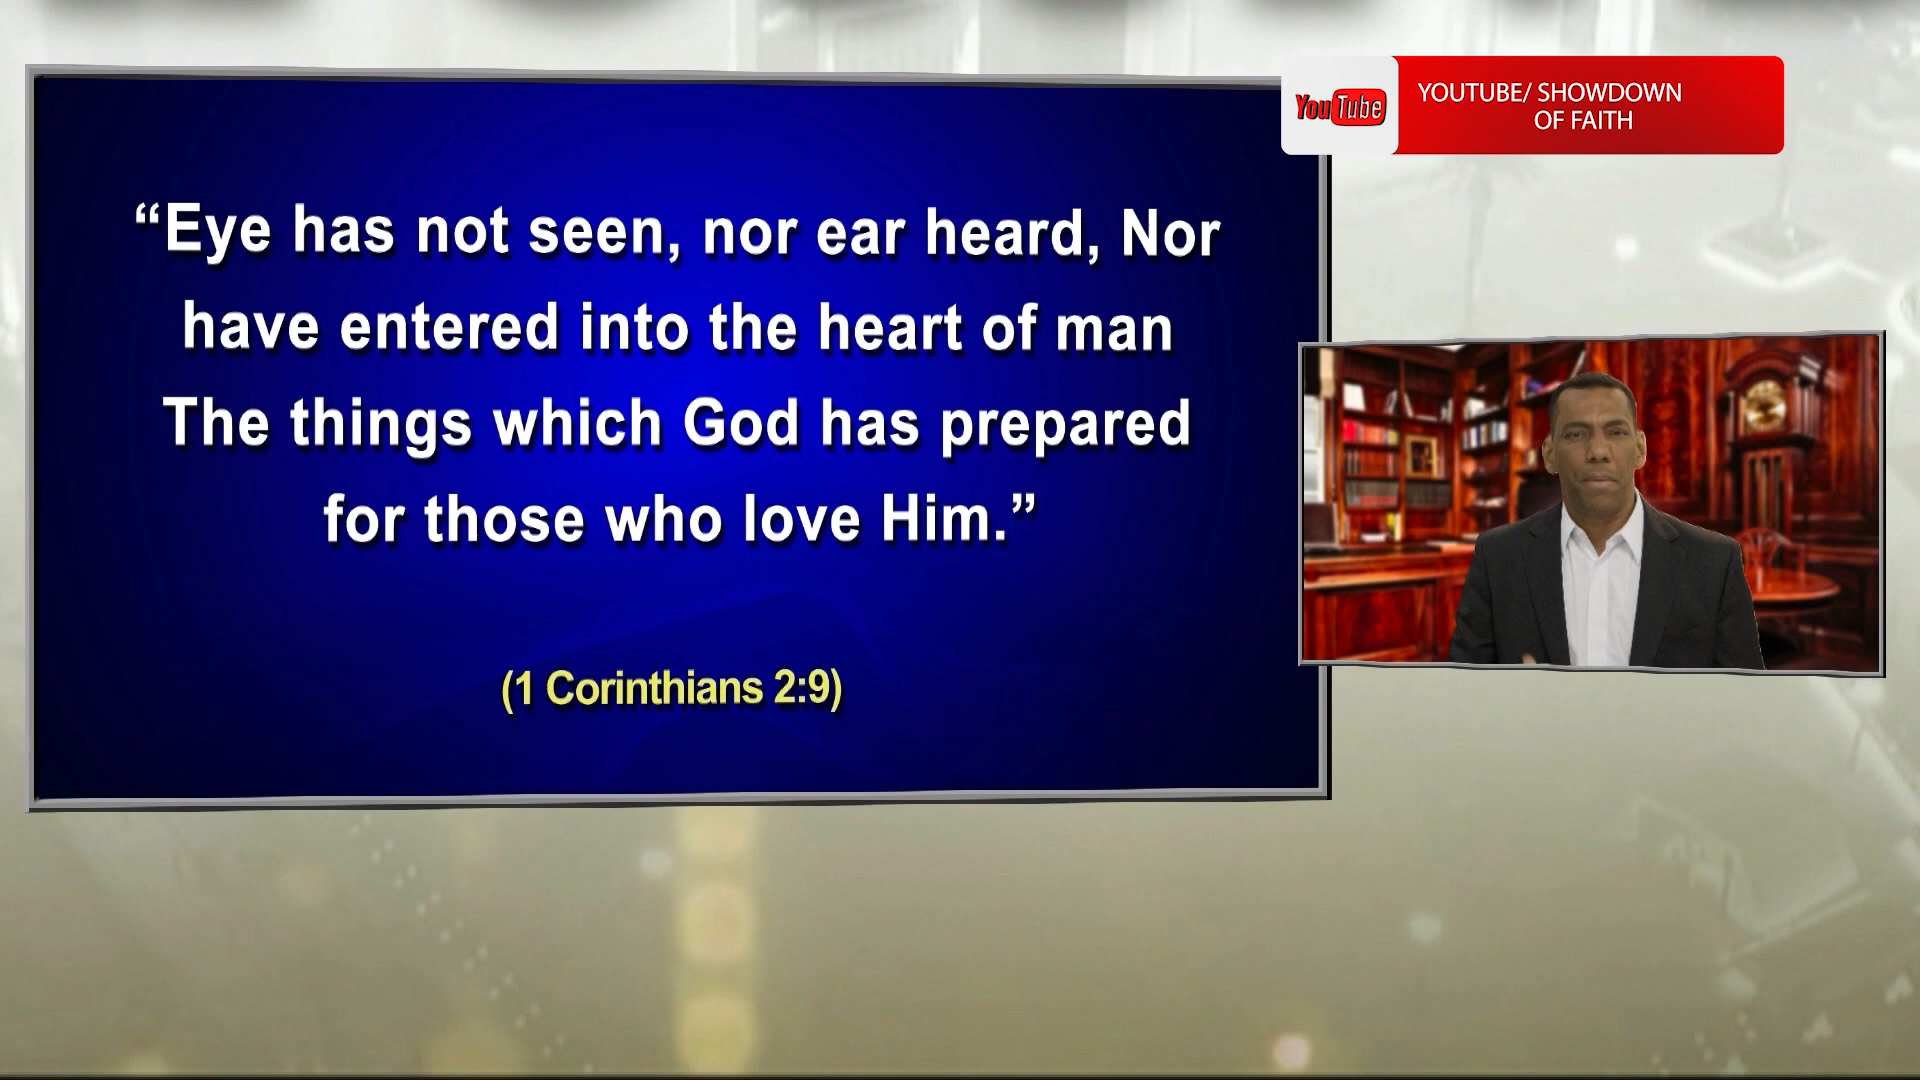 “Eye has not seen, nor ear heard, Nor
have entered into the heart of man
The things which God has prepared
for those who love Him.”
(1 Corinthians 2:9)
YouTube
YOUTUBE/ SHOWDOWN
OF FAITH